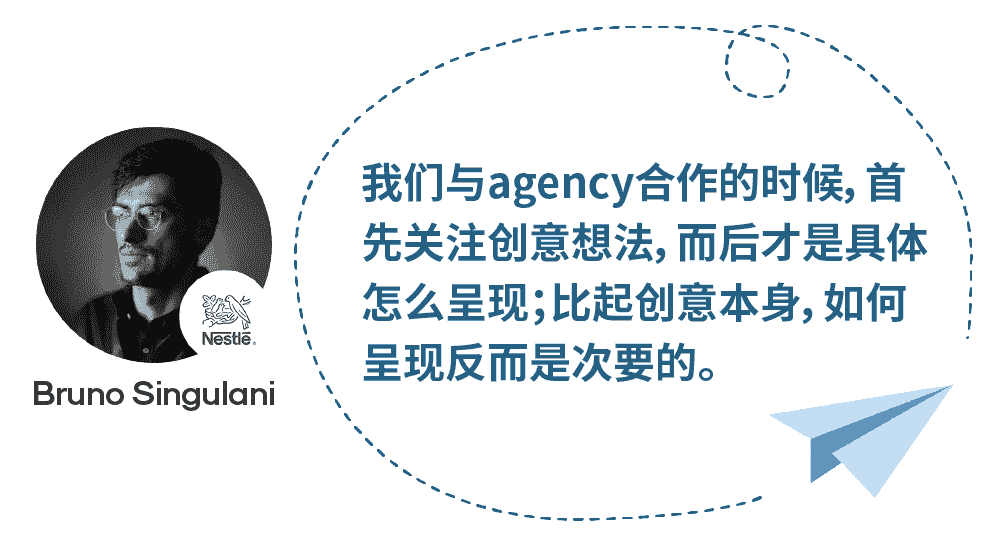 我们与agency合作的时候，首
先关注创意想法，而后才是具体
怎么呈现；比起创意本身，如何
呈现反而是次要的。
Nestlé
Bruno Singulani